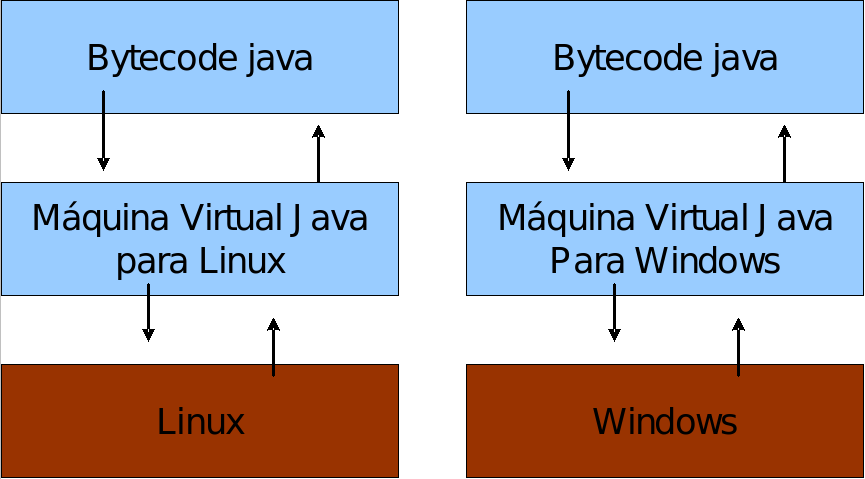 Bytecode java
Bytecode java
Máquina Virtual Java
para Linux
Máquina Virtual Java
Para Windows
Linux
Windows